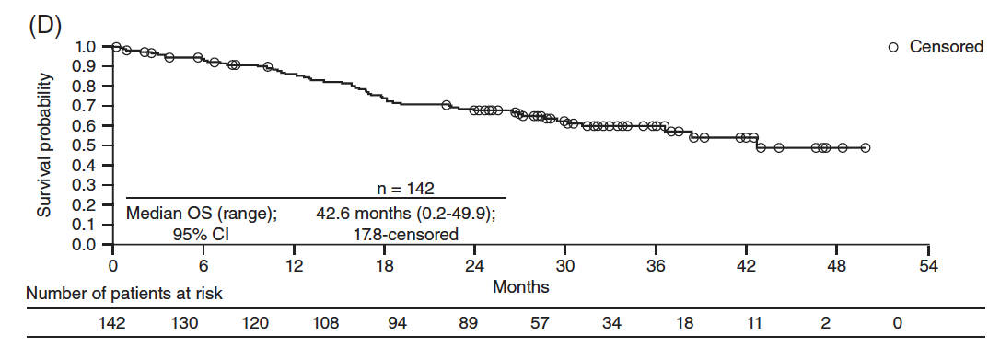 (D)
Censored
Survival probability
1.0
0.9
0.8
0.7
0.6
0.5
0.4
0.3
0.2
0.1
0.0
n = 142
Median OS (range); 42.6 months (0.2-49.9);
95% CI 17.8-censored
0 6 12 18 24 30 36 42 48 54
Months
Number of patients at risk
142 130 120 108 94 89 57 34 18 11 2 0